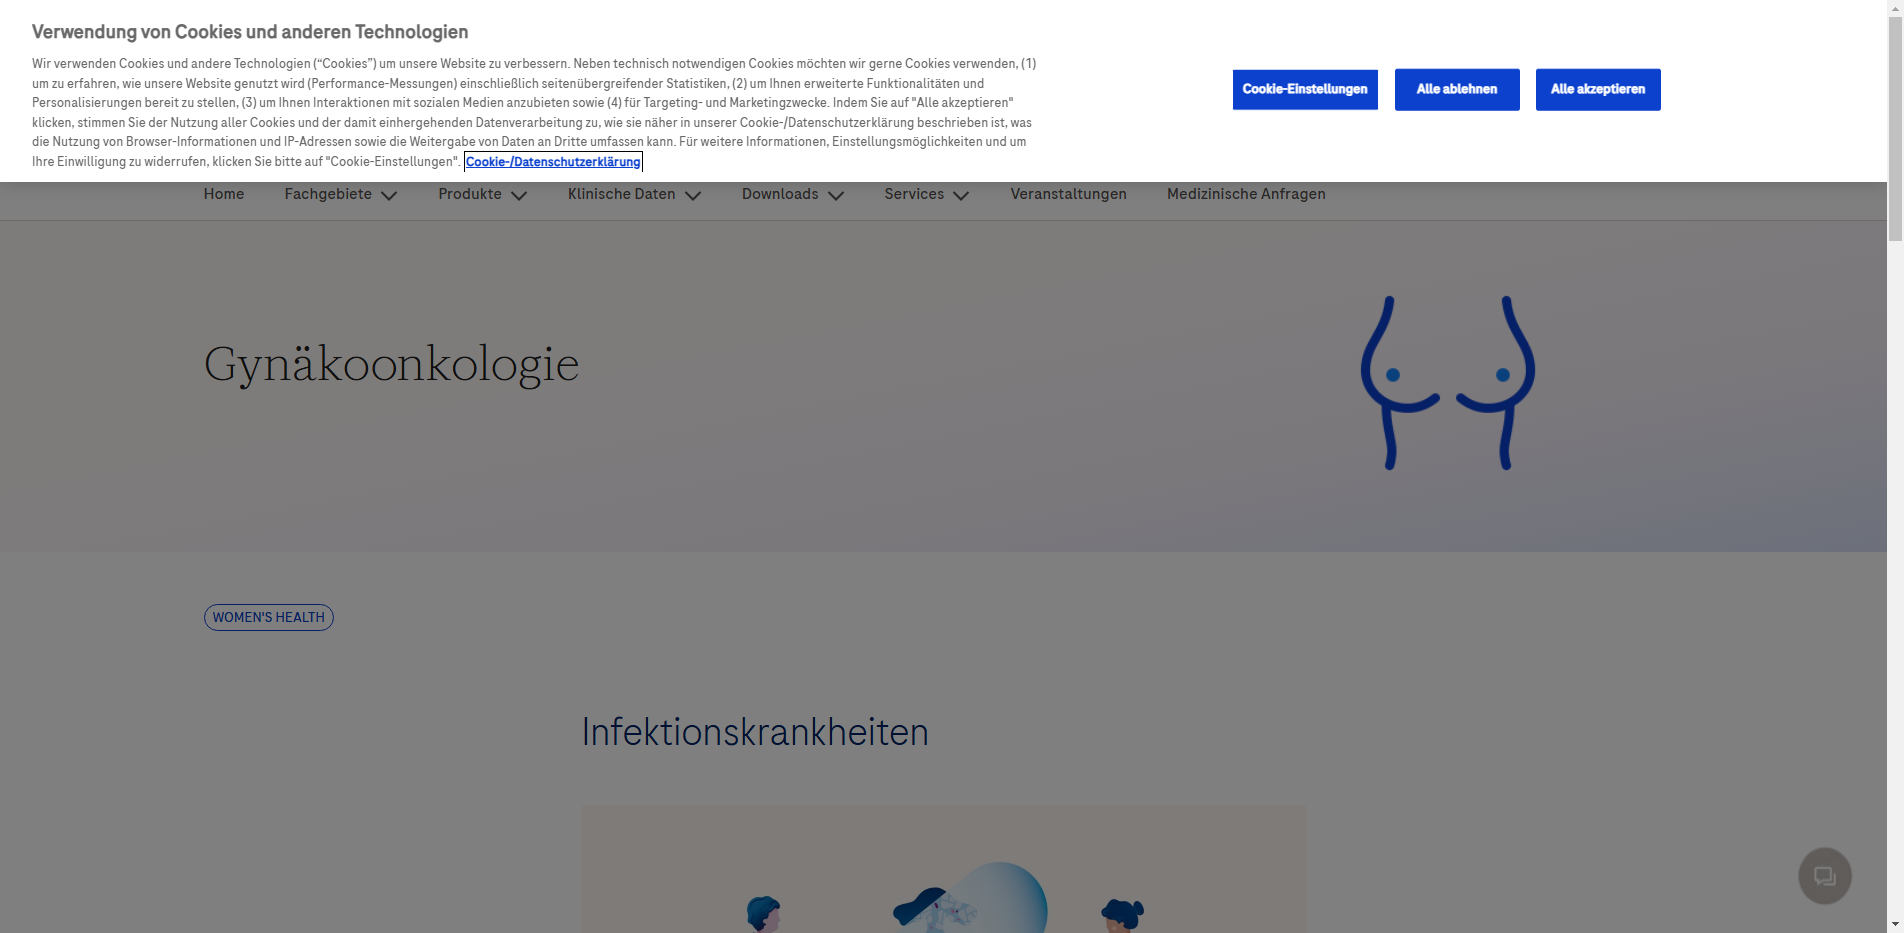 Verwendung von Cookies und anderen Technologien
Wir verwenden Cookies und andere Technologien (“Cookies”) um unsere Website zu verbessern. Neben technisch notwendigen Cookies möchten wir gerne Cookies verwenden, (1)
um zu erfahren, wie unsere Website genutzt wird (Performance-Messungen) einschließlich seitenübergreifender Statistiken, (2) um Ihnen erweiterte Funktionalitäten und
Personalisierungen bereit zu stellen, (3) um Ihnen Interaktionen mit sozialen Medien anzubieten sowie (4) für Targeting- und Marketingzwecke. Indem Sie auf "Alle akzeptieren"
klicken, stimmen Sie der Nutzung aller Cookies und der damit einhergehenden Datenverarbeitung zu, wie sie näher in unserer Cookie-/Datenschutzerklärung beschrieben ist, was
die Nutzung von Browser-Informationen und IP-Adressen sowie die Weitergabe von Daten an Dritte umfassen kann. Für weitere Informationen, Einstellungsmöglichkeiten und um
Ihre Einwilligung zu widerrufen, klicken Sie bitte auf "Cookie-Einstellungen". Cookie-/Datenschutzerklärung
Cookie-Einstellungen Alle ablehnen Alle akzeptieren
Home Fachgebiete Produkte Klinische Daten Downloads Services Veranstaltungen Medizinische Anfragen
Gynäkoonkologie
WOMEN'S HEALTH
Infektionskrankheiten